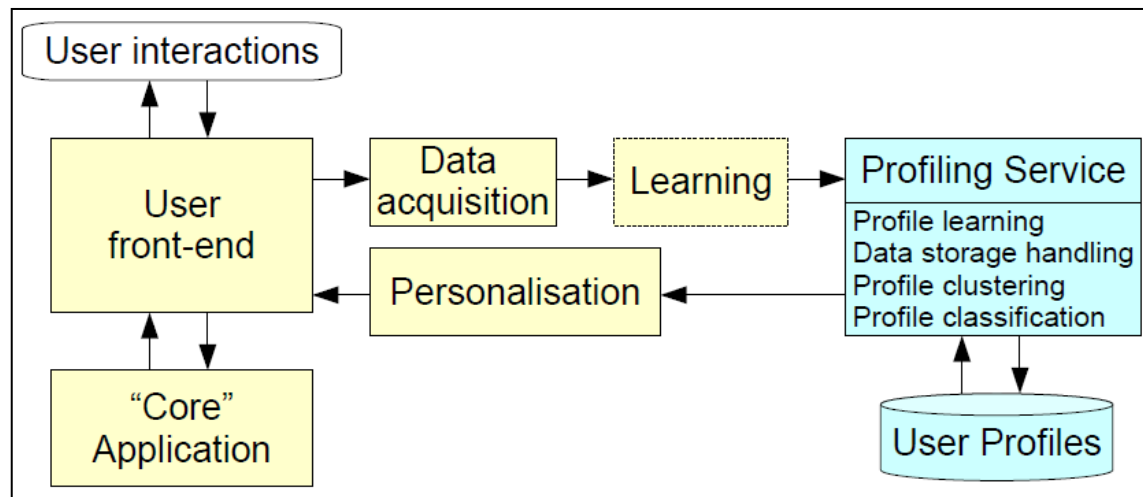 User interactions
User
front-end
Data
acquisition
Learning
Profiling Service
Profile learning
Data storage handling
Profile clustering
Profile classification
Personalisation
“Core”
Application
User Profiles